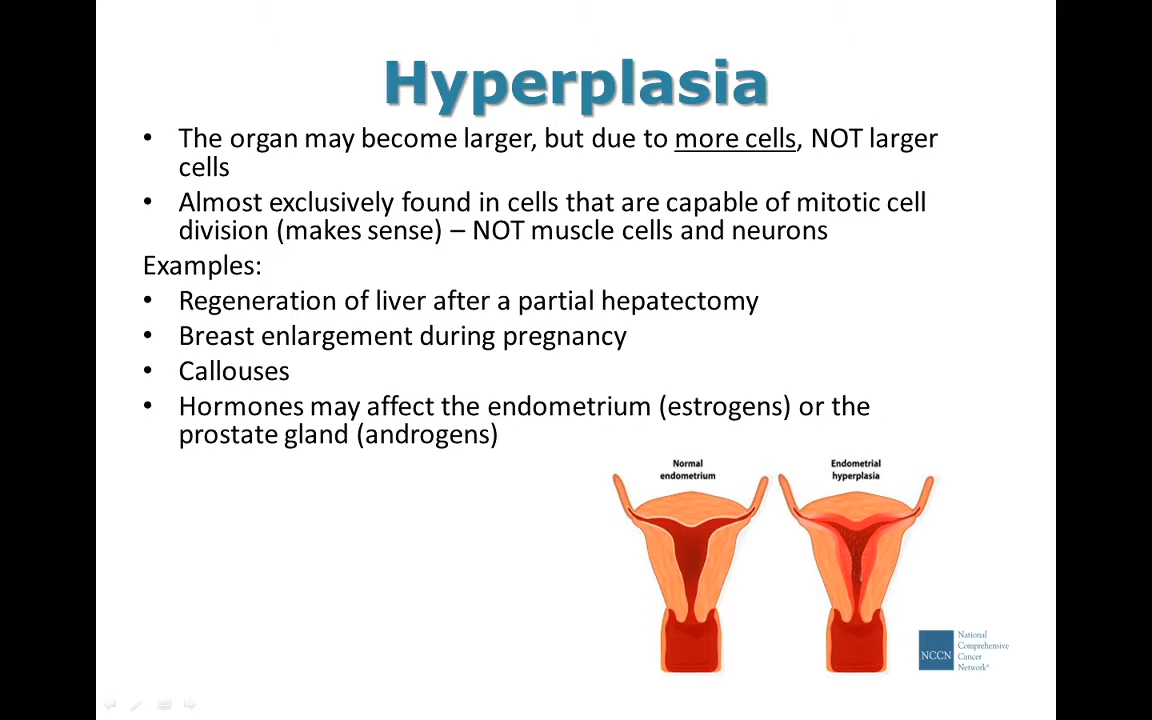 Hyperplasia
• The organ may become larger, but due to more cells, NOT larger
cells
• Almost exclusively found in cells that are capable of mitotic cell
division (makes sense) – NOT muscle cells and neurons
Examples:
• Regeneration of liver after a partial hepatectomy
• Breast enlargement during pregnancy
• Callouses
• Hormones may affect the endometrium (estrogens) or the
prostate gland (androgens)
Normal
endometrium
Endometrial
hyperplasia
NCCN
National
Comprehensive
Cancer
Network®